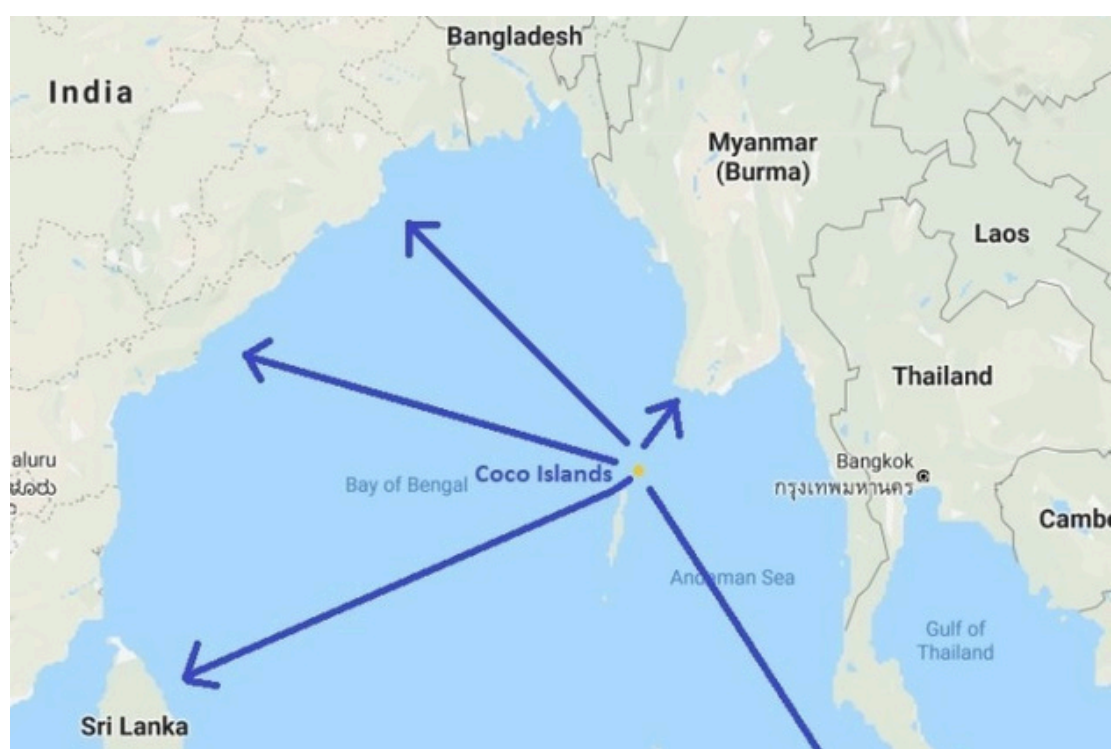 Bangladesh
India
Myanmar
(Burma)
Laos
Thailand
aluru
Bangkok
กรุงเทพมหานคร
Coco Islands
Bay of Bengal
Cambo
Andaman Sea
Gulf of
Thailand
Sri Lanka